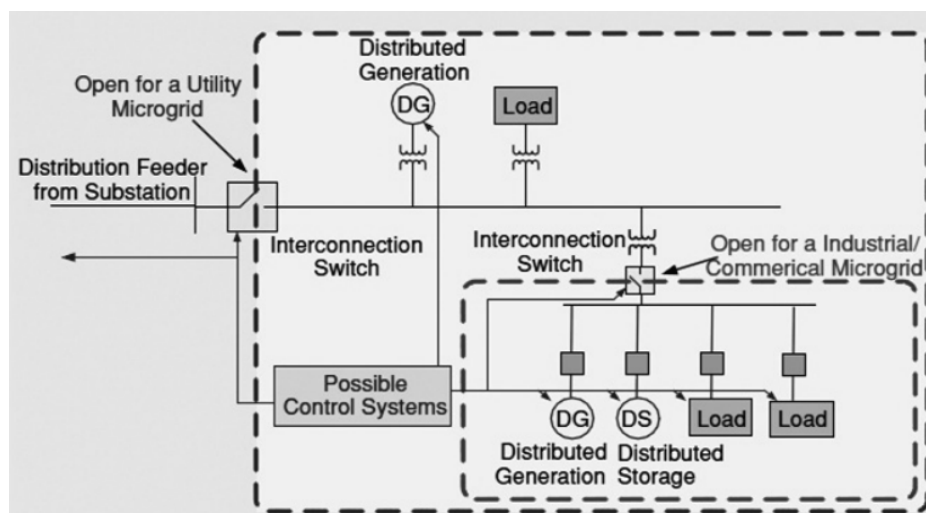 Distributed
Generation
DG
Load
Open for a Utility
Microgrid
Distribution Feeder
from Substation
Interconnection
Switch
Interconnection
Switch
Open for a Industrial/
Commerical Microgrid
Possible
Control Systems
DG
DS
Load
Load
Distributed
Generation
Distributed
Storage